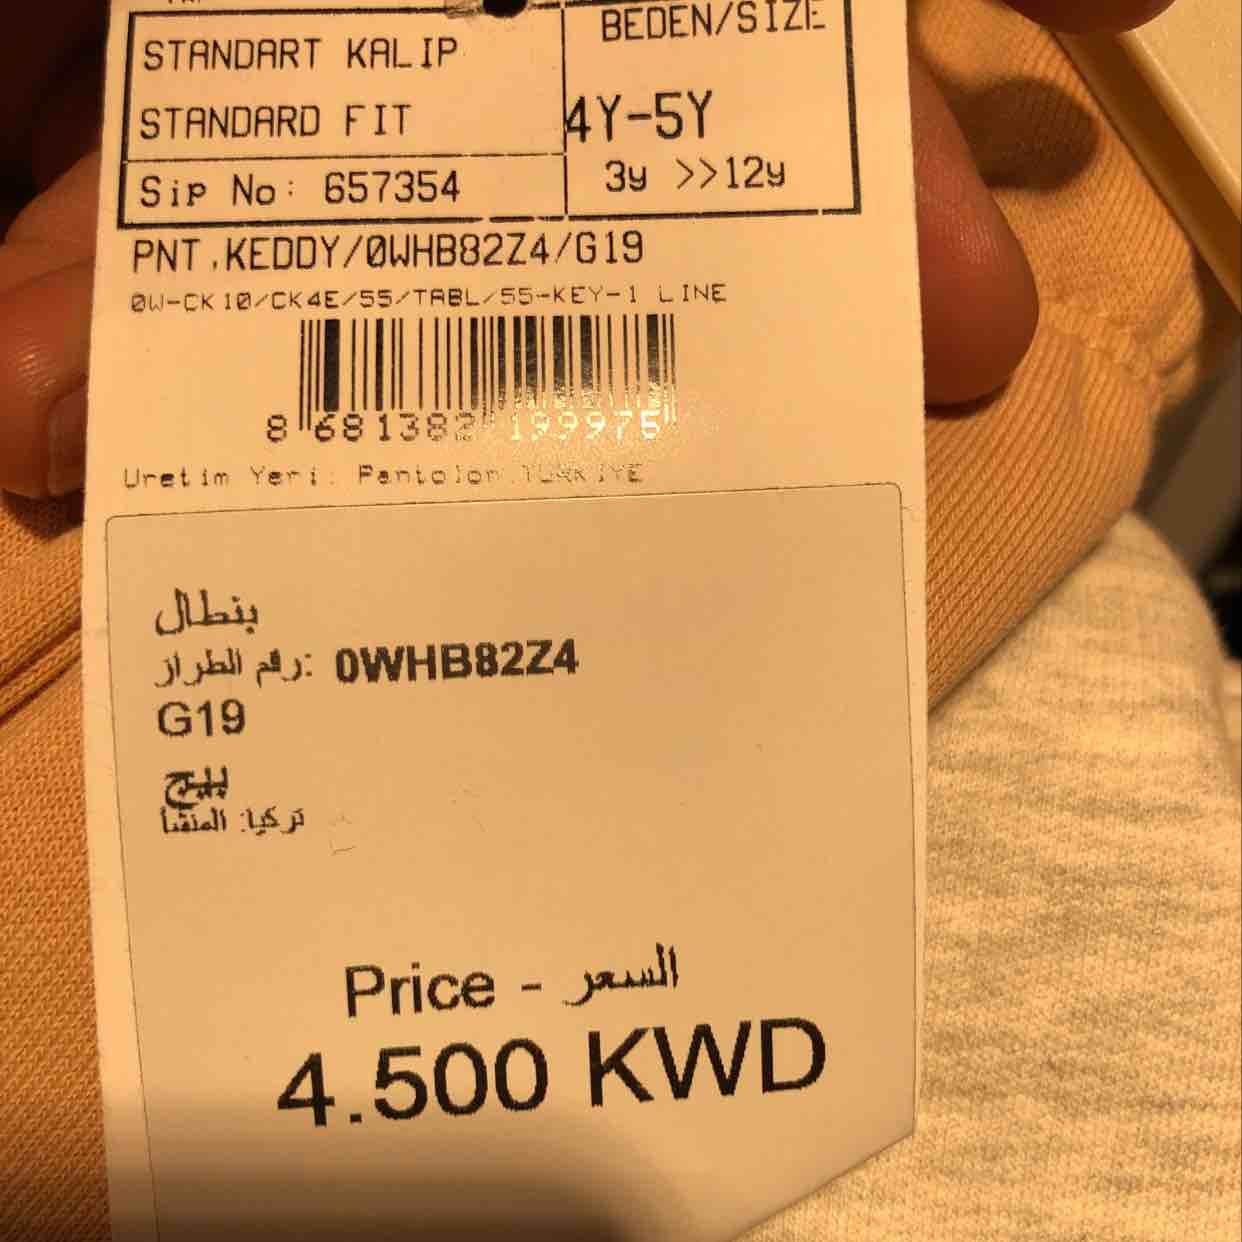 STANDART KALIP
STANDARD FIT
BEDEN/SIZE
4Y-5Y
3y >>12y
Sip No: 657354
PNT.KEDDY/0WHB82Z4/G19
0W-CK10/CK4E/55/TABL/55-KEY-1 LINE
8 681382 199975
Uretim Yeri: Pantolon TURKIYE
بنطال
رقم الطراز: 0WHB82Z4
G19
بيج
تركيا: المنشأ
Price - السعر
4.500 KWD